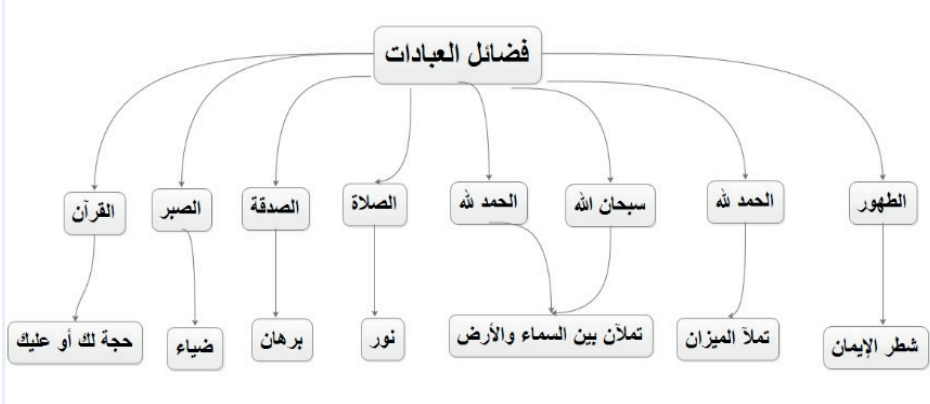 فضائل العبادات
الطهور
الحمد لله
سبحان الله
الحمد لله
الصلاة
الصدقة
الصبر
القرآن
شطر الإيمان
تملآ الميزان
تملآن بين السماء والأرض
نور
برهان
ضياء
حجة لك أو عليك